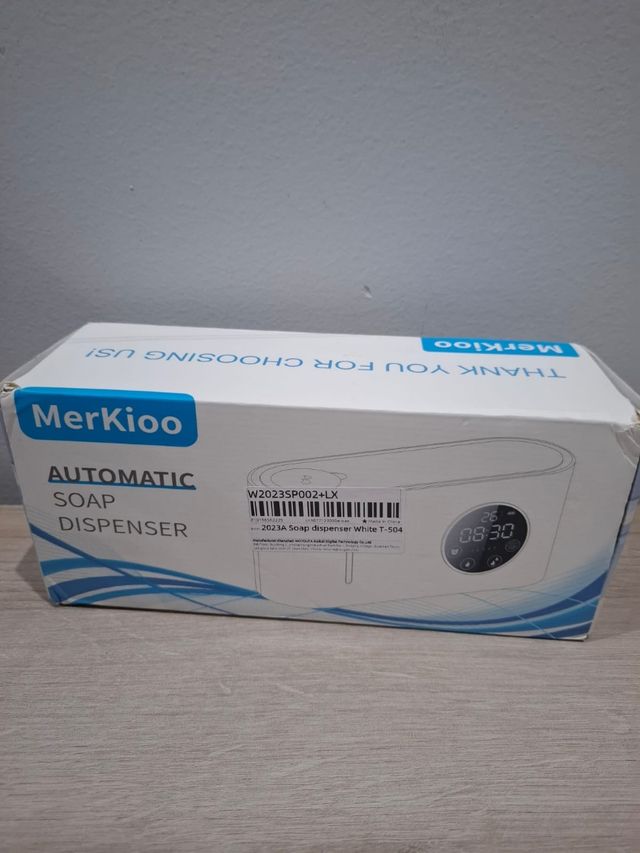 MerKioo
THANK YOU FOR CHOOSING US!
MerKioo
AUTOMATIC
SOAP
DISPENSER
W2023SP002+LX
Made in China
2023A Soap dispenser White T-504
26
08:30